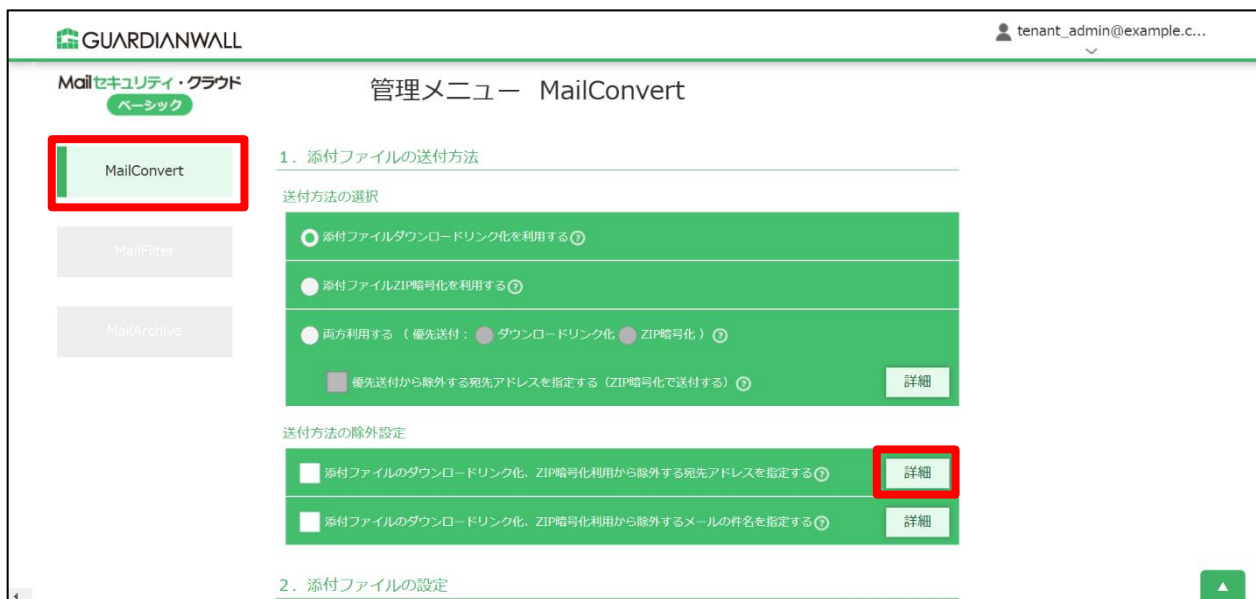 GUARDIANWALL
tenant_admin@example.c...
Mailセキュリティ・クラウド
ベーシック
管理メニュー MailConvert
MailConvert
MailFilter
MailArchive
1. 添付ファイルの送付方法
送付方法の選択
添付ファイルダウンロードリンク化を利用する?
添付ファイルZIP暗号化を利用する?
両方利用する （ 優先送付： ダウンロードリンク化 ZIP暗号化 ） ?
優先送付から除外する宛先アドレスを指定する（ZIP暗号化で送付する）?
詳細
送付方法の除外設定
添付ファイルのダウンロードリンク化、ZIP暗号化利用から除外する宛先アドレスを指定する?
詳細
添付ファイルのダウンロードリンク化、ZIP暗号化利用から除外するメールの件名を指定する?
詳細
2. 添付ファイルの設定